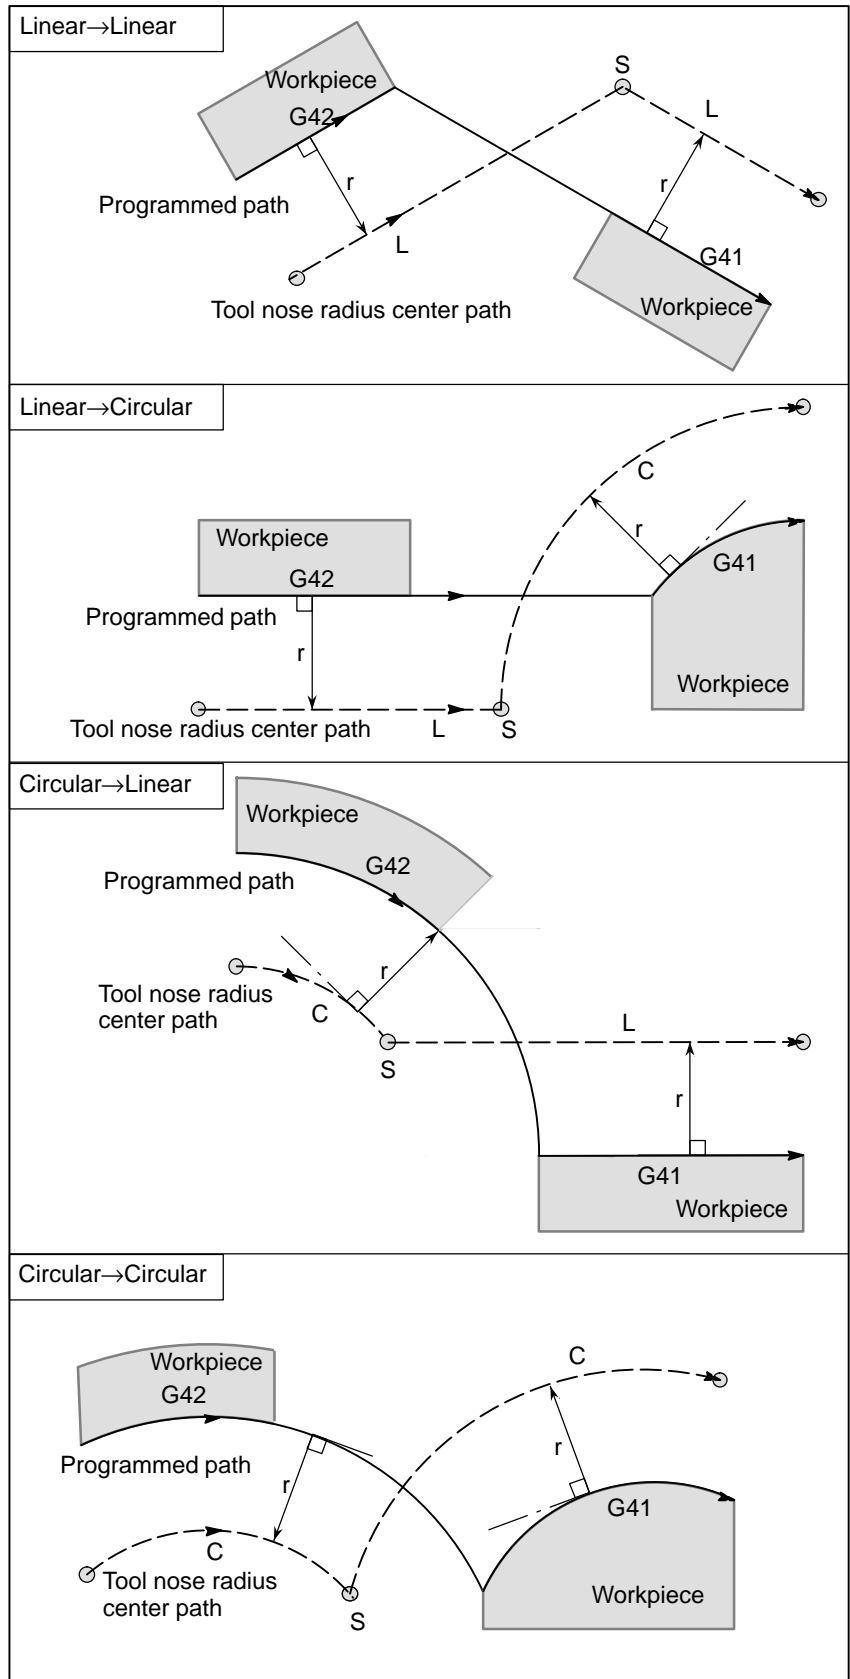 Linear→Linear
Workpiece
G42
S
L
r
r
Programmed path
L
G41
Workpiece
Tool nose radius center path
Linear→Circular
C
Workpiece
r
G42
G41
Programmed path
r
Workpiece
Tool nose radius center path
L
S
Circular→Linear
Workpiece
G42
Programmed path
r
Tool nose radius
center path
C
L
S
r
G41
Workpiece
Circular→Circular
Workpiece
C
G42
r
Programmed path
r
G41
C
Tool nose radius
center path
Workpiece
S